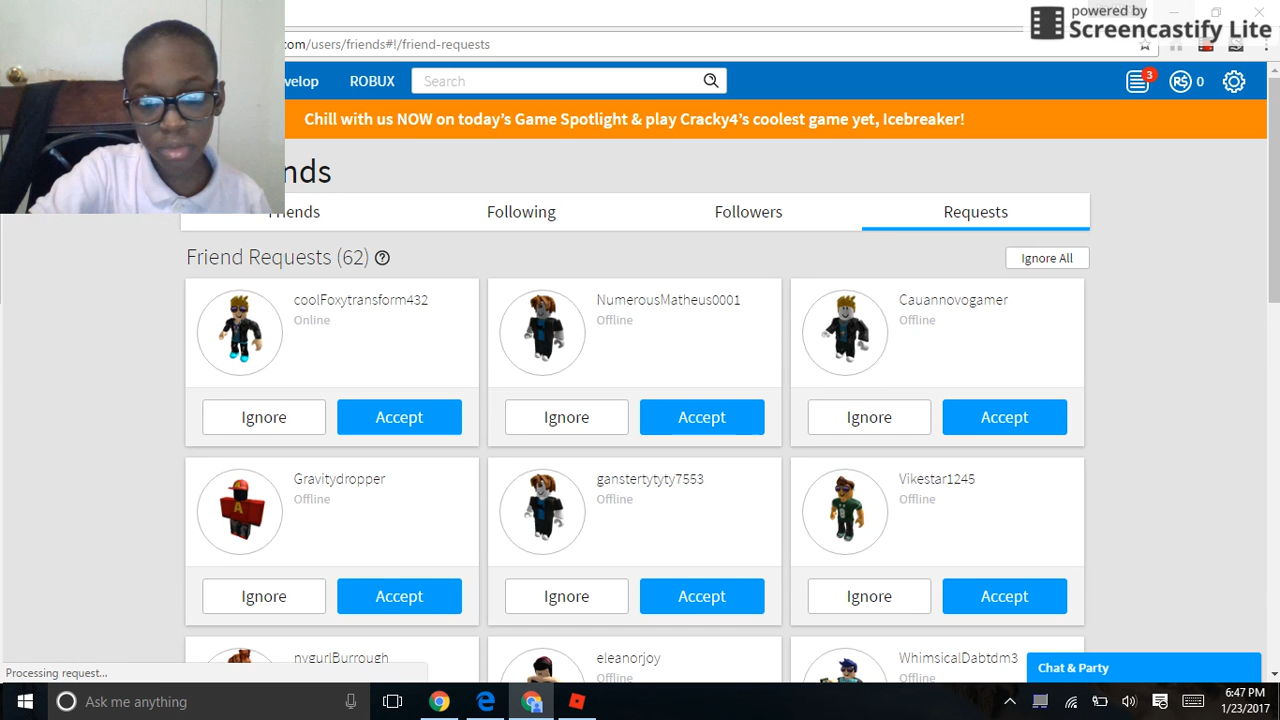 powered by
Screencastify Lite
com/users/friends#!/friend-requests
velop
ROBUX
Search
3
R$
0
Chill with us NOW on today's Game Spotlight & play Cracky4's coolest game yet, Icebreaker!
nds
riends
Following
Followers
Requests
Friend Requests (62) ?
Ignore All
coolFoxytransform432
Online
Ignore
Accept
NumerousMatheus0001
Offline
Ignore
Accept
Cauannovogamer
Offline
Ignore
Accept
Gravitydropper
Offline
Ignore
Accept
ganstertytyty7553
Offline
Ignore
Accept
Vikestar1245
Offline
Ignore
Accept
nygurlBurrough
eleanorjoy
Offline
WhimsicalDabtdm3
Offline
Processing request...
Chat & Party
Ask me anything
6:47 PM
1/23/2017